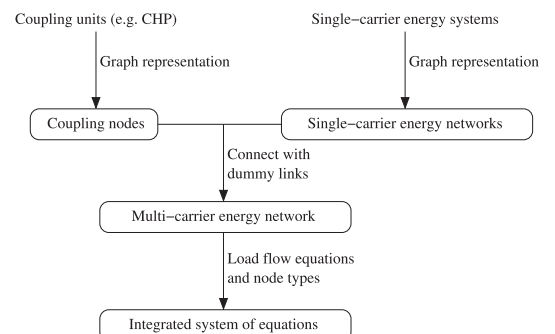 Coupling units (e.g. CHP)
Single−carrier energy systems
Graph representation
Graph representation
Coupling nodes
Single−carrier energy networks
Connect with
dummy links
Multi−carrier energy network
Load flow equations
and node types
Integrated system of equations